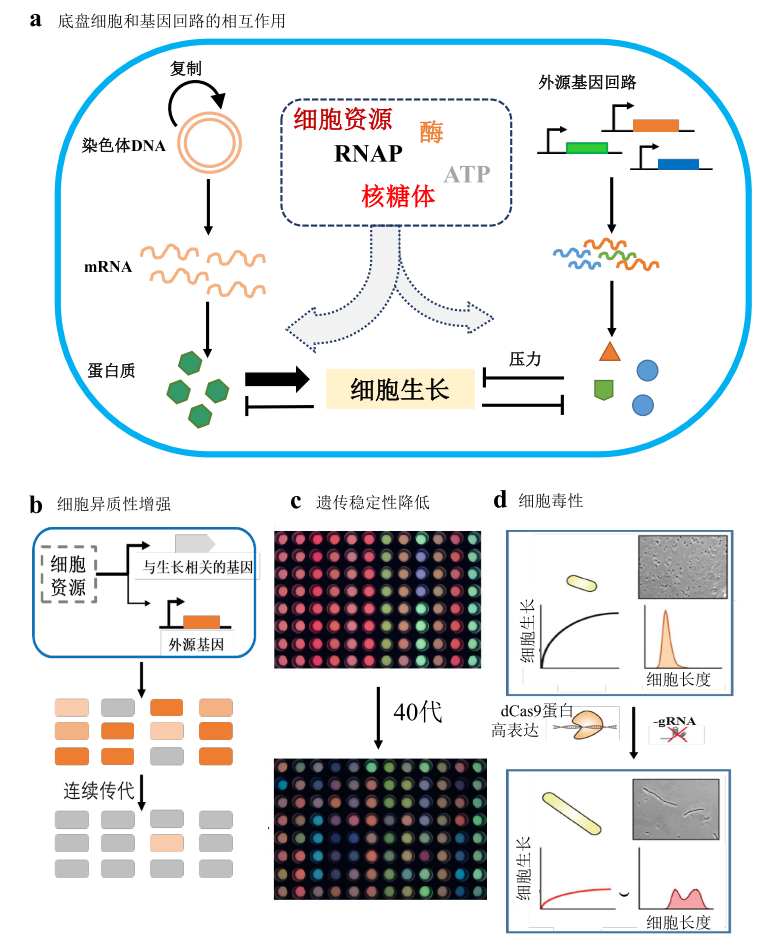 a 底盘细胞和基因回路的相互作用
复制
染色体DNA
mRNA
蛋白质
细胞资源
酶
RNAP
ATP
核糖体
外源基因回路
细胞生长
压力
b 细胞异质性增强
细胞
资源
与生长相关的基因
外源基因
连续传代
c 遗传稳定性降低
40代
d 细胞毒性
细胞生长
细胞长度
dCas9蛋白
高表达
-gRNA
细胞生长
细胞长度